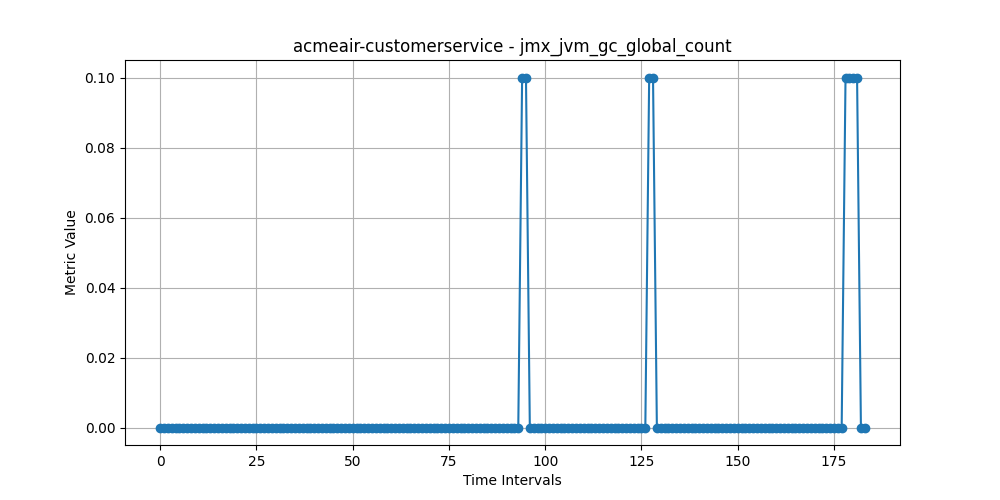 acmeair-customerservice - jmx_jvm_gc_global_count
Metric Value
0.10
0.08
0.06
0.04
0.02
0.00
0 25 50 75 100 125 150 175
Time Intervals